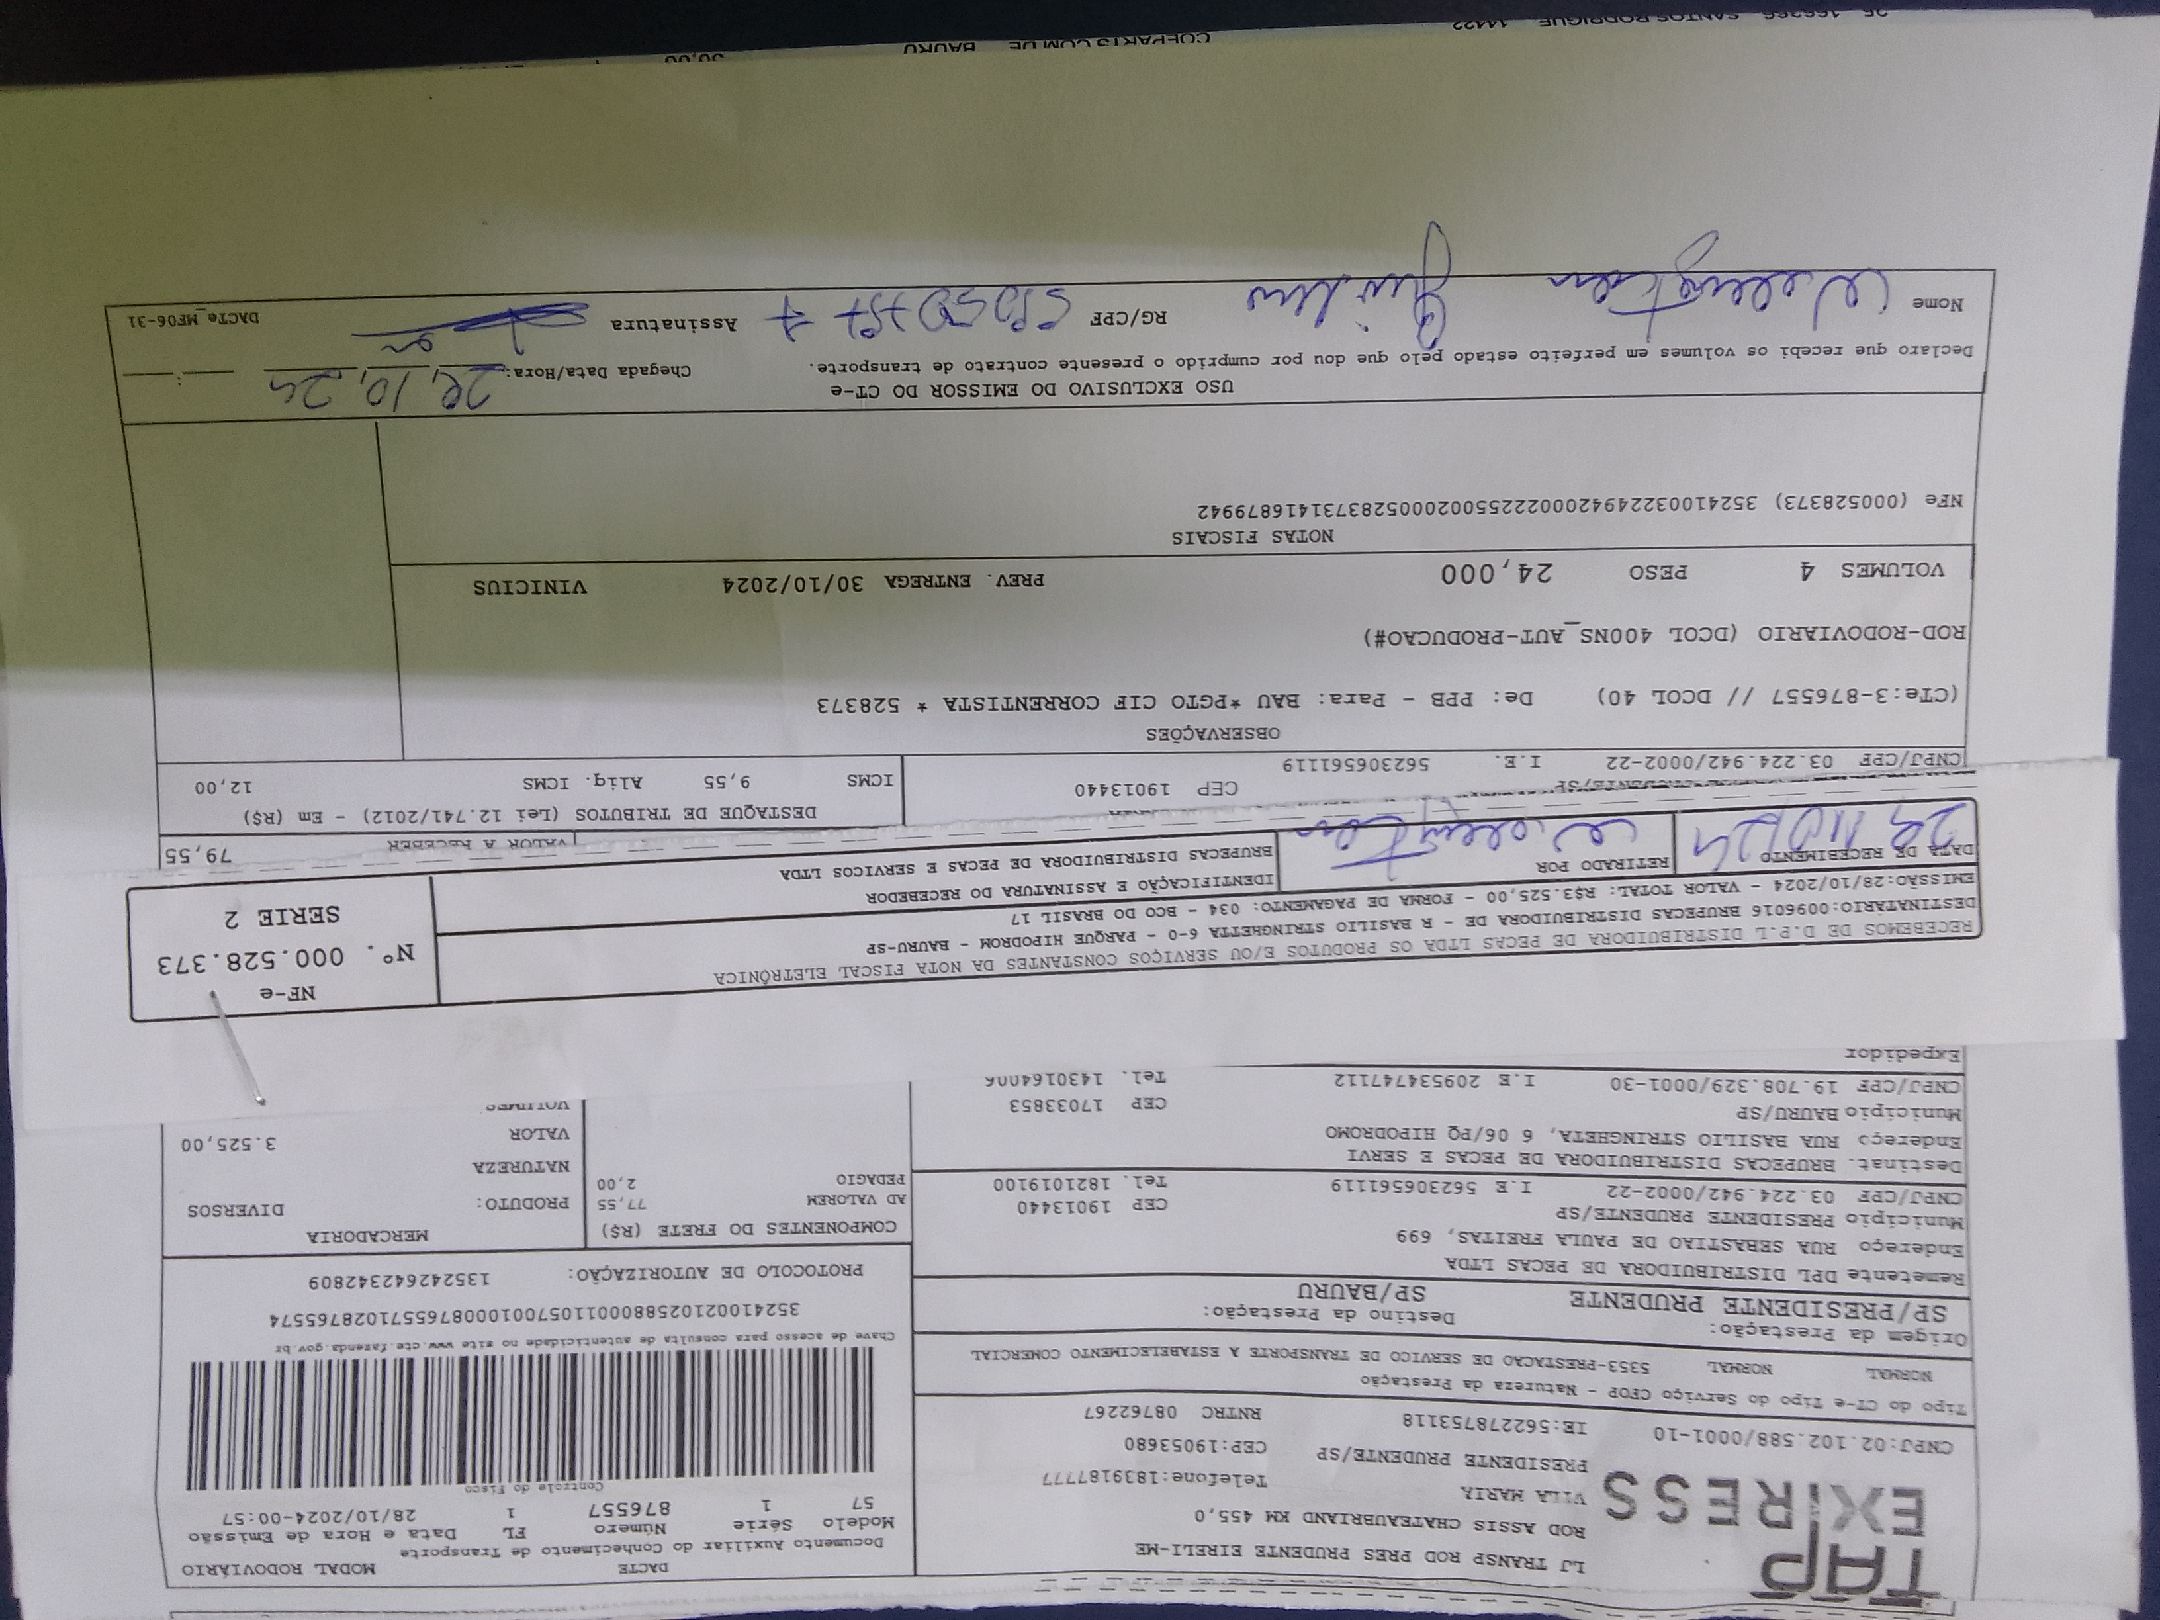 TAP
EXPRESS
LJ TRANSP ROD PRES PRUDENTE EIRELI-ME
ROD ASSIS CHATEAUBRIAND KM 455,0
VILA MARIA Telefone:1839187777
PRESIDENTE PRUDENTE/SP CEP:19053680
CNPJ:02.102.588/0001-10 IE:562278753118 RNTRC 08762267
DACTE MODAL RODOVIÁRIO
Documento Auxiliar do Conhecimento de Transporte
Modelo Série Número FL Data e Hora de Emissão
57 1 876557 1 28/10/2024-00:57
Controle do Fisco
Chave de acesso para consulta de autenticidade no site www.cte.fazenda.gov.br
35241002102588000110570010008765571028765574
PROTOCOLO DE AUTORIZAÇÃO: 135242642342809
Tipo do CT-e Tipo do Serviço CFOP - Natureza da Prestação
NORMAL NORMAL 5353-PRESTACAO DE SERVICO DE TRANSPORTE A ESTABELECIMENTO COMERCIAL
Origem da Prestação: Destino da Prestação:
SP/PRESIDENTE PRUDENTE SP/BAURU
Remetente DPL DISTRIBUIDORA DE PECAS LTDA
Endereço RUA SEBASTIAO DE PAULA FREITAS, 699
Município PRESIDENTE PRUDENTE/SP CEP 19013440
CNPJ/CPF 03.224.942/0002-22 I.E 562306561119 Tel. 1821019100
Destinat. BRUPECAS DISTRIBUIDORA DE PECAS E SERVI
Endereço RUA BASILIO STRINGHETA, 6 06/PQ HIPODROMO
Município BAURU/SP CEP 17033853
CNPJ/CPF 19.708.329/0001-30 I.E 209534747112 Tel. 1430164006
Expedidor
COMPONENTES DO FRETE (R$)
AD VALOREM 77,55
PEDAGIO 2,00
MERCADORIA
PRODUTO: DIVERSOS
NATUREZA
VALOR 3.525,00
VOLUMES
RECEBEMOS DE D.P.L DISTRIBUIDORA DE PECAS LTDA OS PRODUTOS E/OU SERVIÇOS CONSTANTES DA NOTA FISCAL ELETRÔNICA
DESTINATÁRIO:0096016 BRUPECAS DISTRIBUIDORA DE - R BASILIO STRINGHETTA 6-0 - PARQUE HIPODROM - BAURU-SP
EMISSÃO:28/10/2024 - VALOR TOTAL: R$3.525,00 - FORMA DE PAGAMENTO: 034 - BCO DO BRASIL 17
DATA DE RECEBIMENTO RETIRADO POR IDENTIFICAÇÃO E ASSINATURA DO RECEBEDOR
BRUPECAS DISTRIBUIDORA DE PECAS E SERVICOS LTDA
29/10/24 Wellington
NF-e
Nº. 000.528.373
SERIE 2
VALOR A RECEBER 79,55
CEP 19013440
CNPJ/CPF 03.224.942/0002-22 I.E. 562306561119
DESTAQUE DE TRIBUTOS (Lei 12.741/2012) - Em (R$)
ICMS 9,55 Aliq. ICMS 12,00
OBSERVAÇÕES
(CTe:3-876557 // DCOL 40) De: PPB - Para: BAU *PGTO CIF CORRENTISTA * 528373
ROD-RODOVIARIO (DCOL 400NS_AUT-PRODUCAO#)
VOLUMES 4 PESO 24,000 PREV. ENTREGA 30/10/2024 VINICIUS
NOTAS FISCAIS
NFe (000528373) 35241003224942000222550020005283731416879942
USO EXCLUSIVO DO EMISSOR DO CT-e
Declaro que recebi os volumes em perfeito estado pelo que dou por cumprido o presente contrato de transporte. Chegada Data/Hora: 29,10,24
Nome Wellington RG/CPF Assinatura DACTe_MF06-31
COFPARTS COM DE BAURU